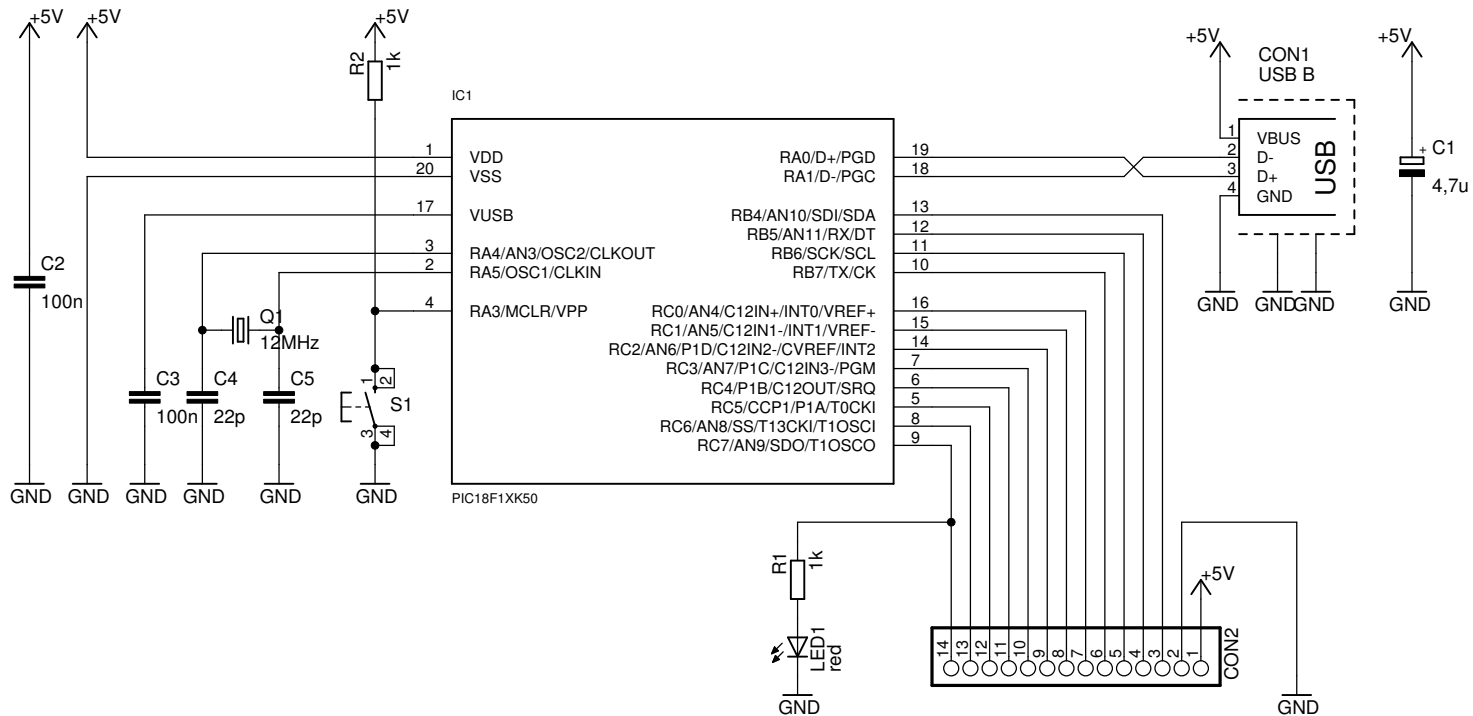 +5V
+5V
+5V
R2
1k
+5V
CON1
USB B
+5V
IC1
1
VDD
20
VSS
17
VUSB
3
RA4/AN3/OSC2/CLKOUT
2
RA5/OSC1/CLKIN
4
RA3/MCLR/VPP
RA0/D+/PGD
19
RA1/D-/PGC
18
RB4/AN10/SDI/SDA
13
RB5/AN11/RX/DT
12
RB6/SCK/SCL
11
RB7/TX/CK
10
RC0/AN4/C12IN+/INT0/VREF+
16
RC1/AN5/C12IN1-/INT1/VREF-
15
RC2/AN6/P1D/C12IN2-/CVREF/INT2
14
RC3/AN7/P1C/C12IN3-/PGM
7
RC4/P1B/C12OUT/SRQ
6
RC5/CCP1/P1A/T0CKI
5
RC6/AN8/SS/T13CKI/T1OSCI
8
RC7/AN9/SDO/T1OSCO
9
PIC18F1XK50
1
VBUS
2
D-
3
D+
4
GND
USB
+
C1
4,7u
GND
GND
GND
GND
C2
100n
Q1
12MHz
C3
100n
C4
22p
C5
22p
1
2
S1
3
4
GND
GND
GND
GND
GND
GND
R1
1k
LED1
red
GND
+5V
14
13
12
11
10
9
8
7
6
5
4
3
2
1
CON2
GND